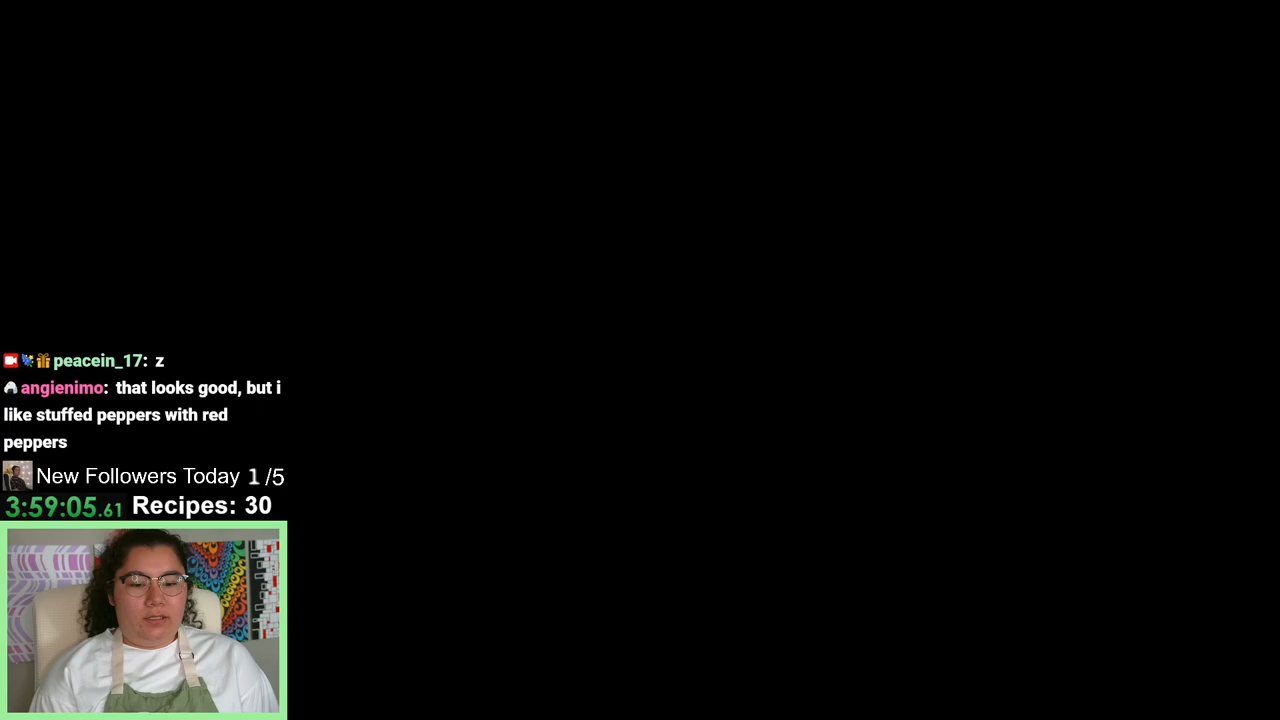 peacein_17: z
angienimo: that looks good, but i
like stuffed peppers with red
peppers
New Followers Today 1/5
3:59:05.61 Recipes: 30